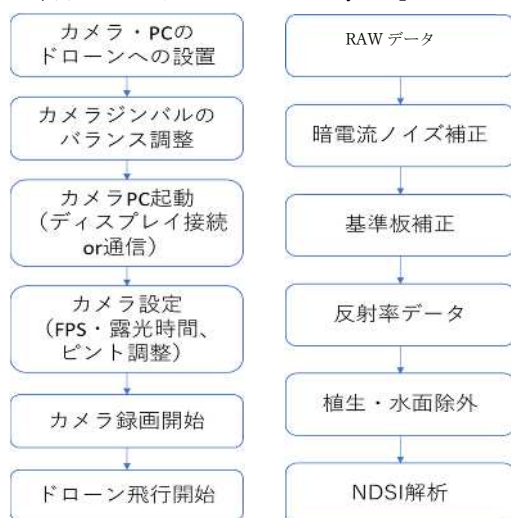 カメラ・PCの
ドローンへの設置
カメラジンバルの
バランス調整
カメラPC起動
（ディスプレイ接続
or通信）
カメラ設定
（FPS・露光時間、
ピント調整）
カメラ録画開始
ドローン飛行開始
RAW データ
暗電流ノイズ補正
基準板補正
反射率データ
植生・水面除外
NDSI解析